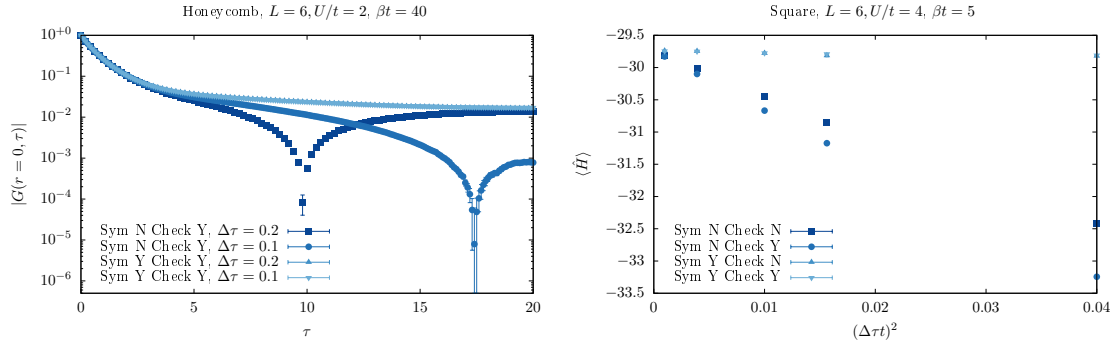 Honeycomb, L = 6, U/t = 2, βt = 40
10^{+0}
10^{-1}
10^{-2}
10^{-3}
10^{-4}
10^{-5}
10^{-6}
|G(r = 0, τ)|
Sym N Check Y, Δτ = 0.2
Sym N Check Y, Δτ = 0.1
Sym Y Check Y, Δτ = 0.2
Sym Y Check Y, Δτ = 0.1
0 5 10 15 20
τ
Square, L = 6, U/t = 4, βt = 5
−29.5
−30
−30.5
−31
−31.5
−32
−32.5
−33
−33.5
⟨Ĥ⟩
Sym N Check N
Sym N Check Y
Sym Y Check N
Sym Y Check Y
0 0.01 0.02 0.03 0.04
(Δτt)^2